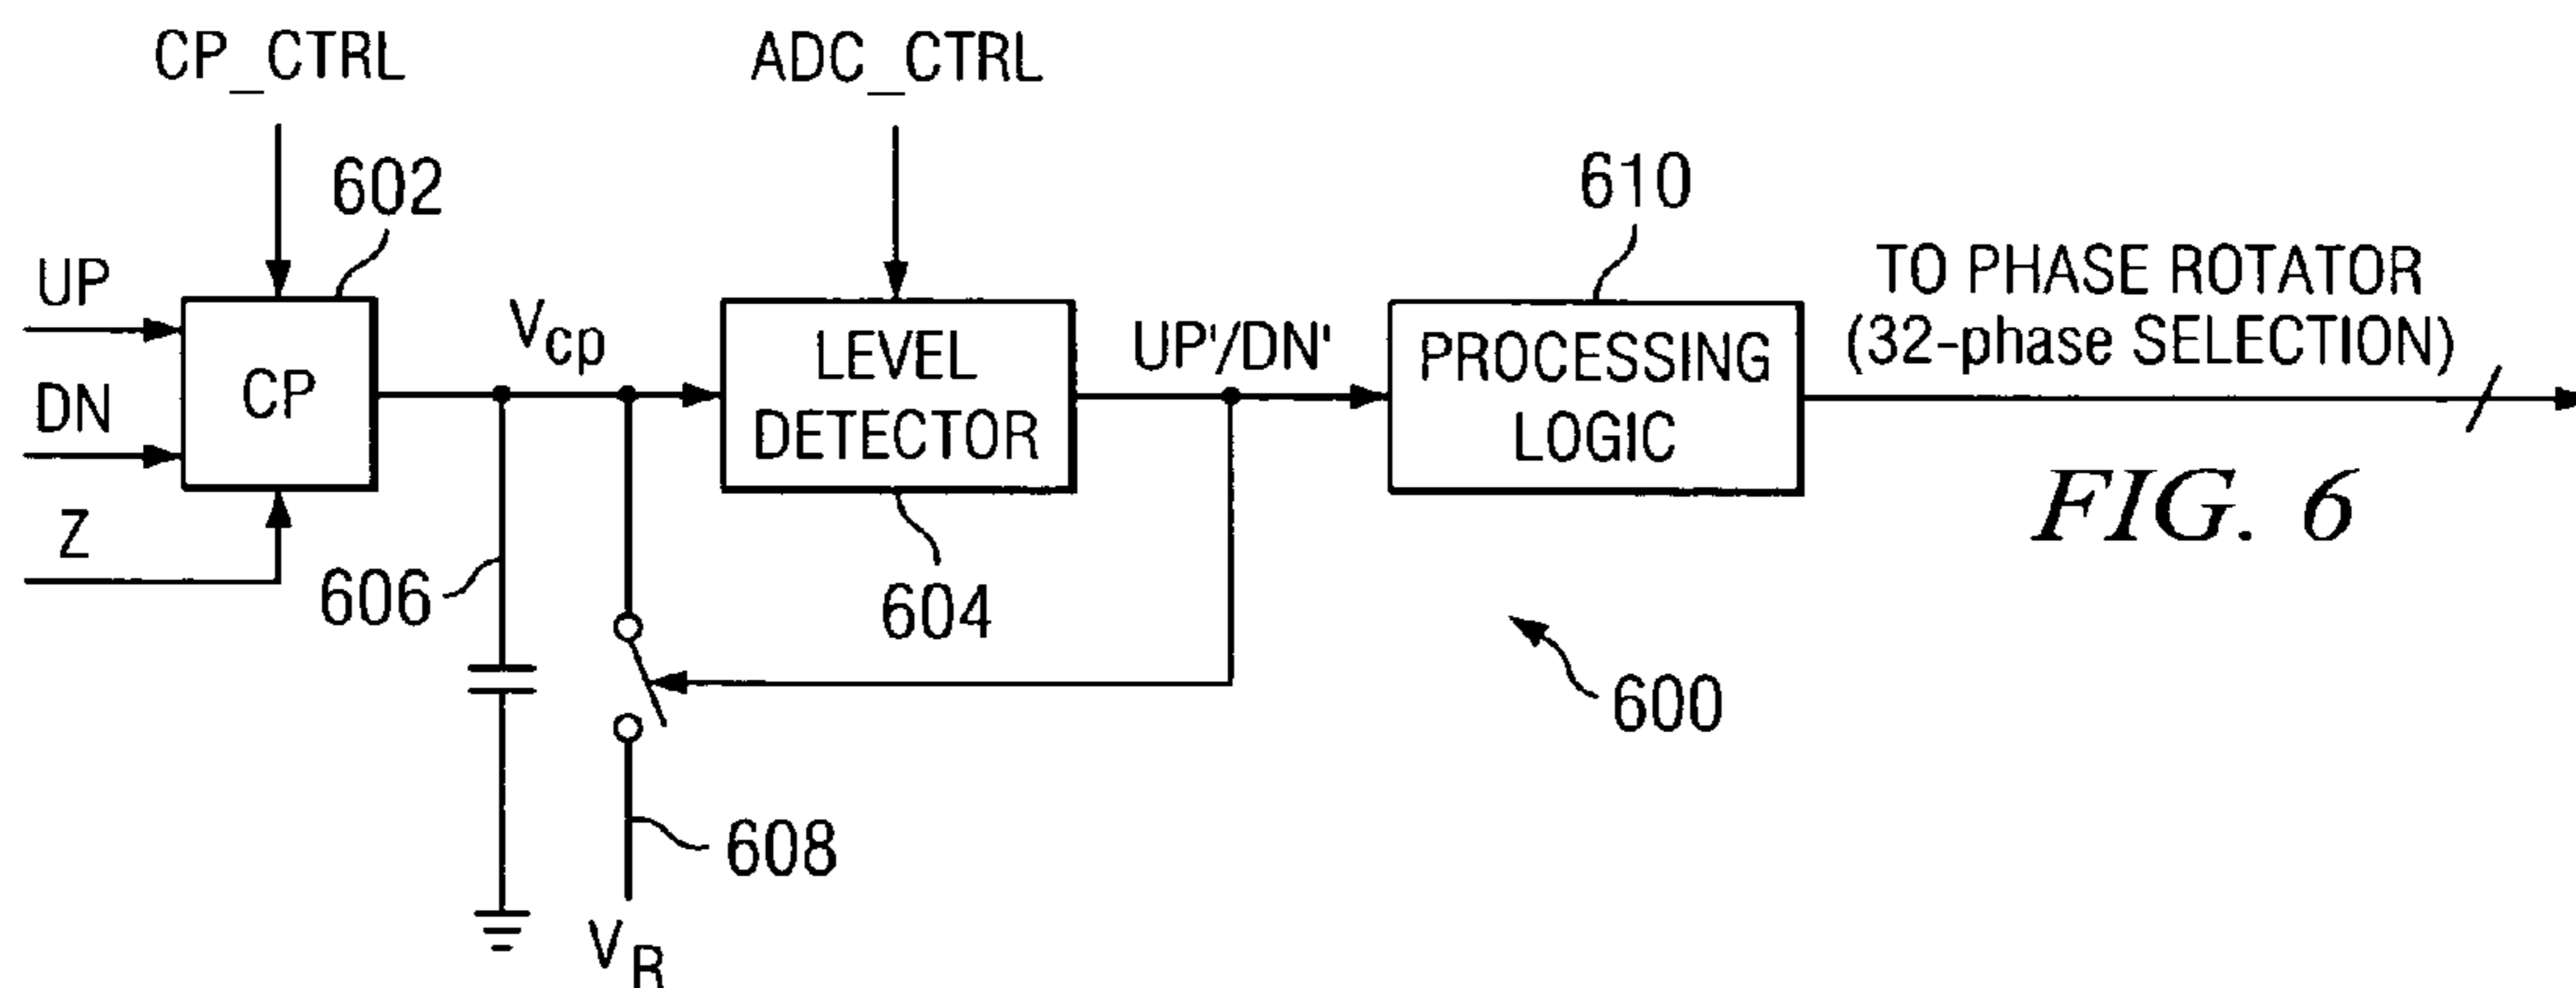 CP_CTRL
ADC_CTRL
602
610
UP
DN
Z
CP
Vcp
LEVEL
DETECTOR
UP'/DN'
PROCESSING
LOGIC
TO PHASE ROTATOR
(32-phase SELECTION)
FIG. 6
606
604
600
608
VR